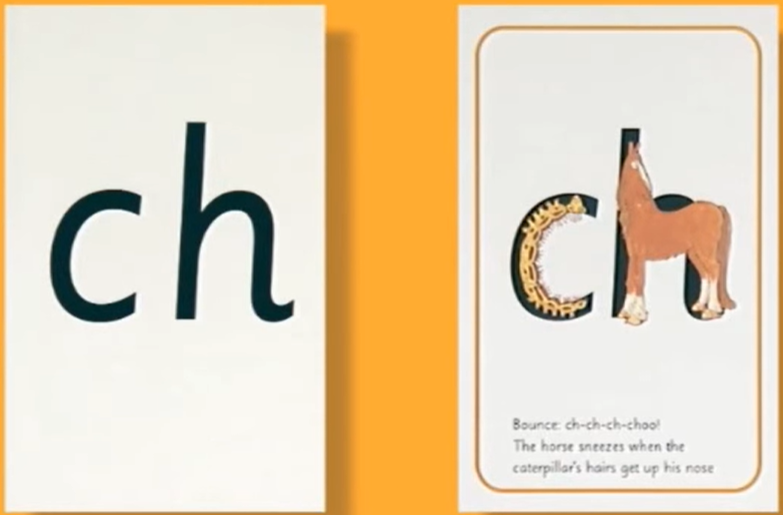 ch
ch
Bounce: ch-ch-ch-choo!
The horse sneezes when the
caterpillar's hairs get up his nose